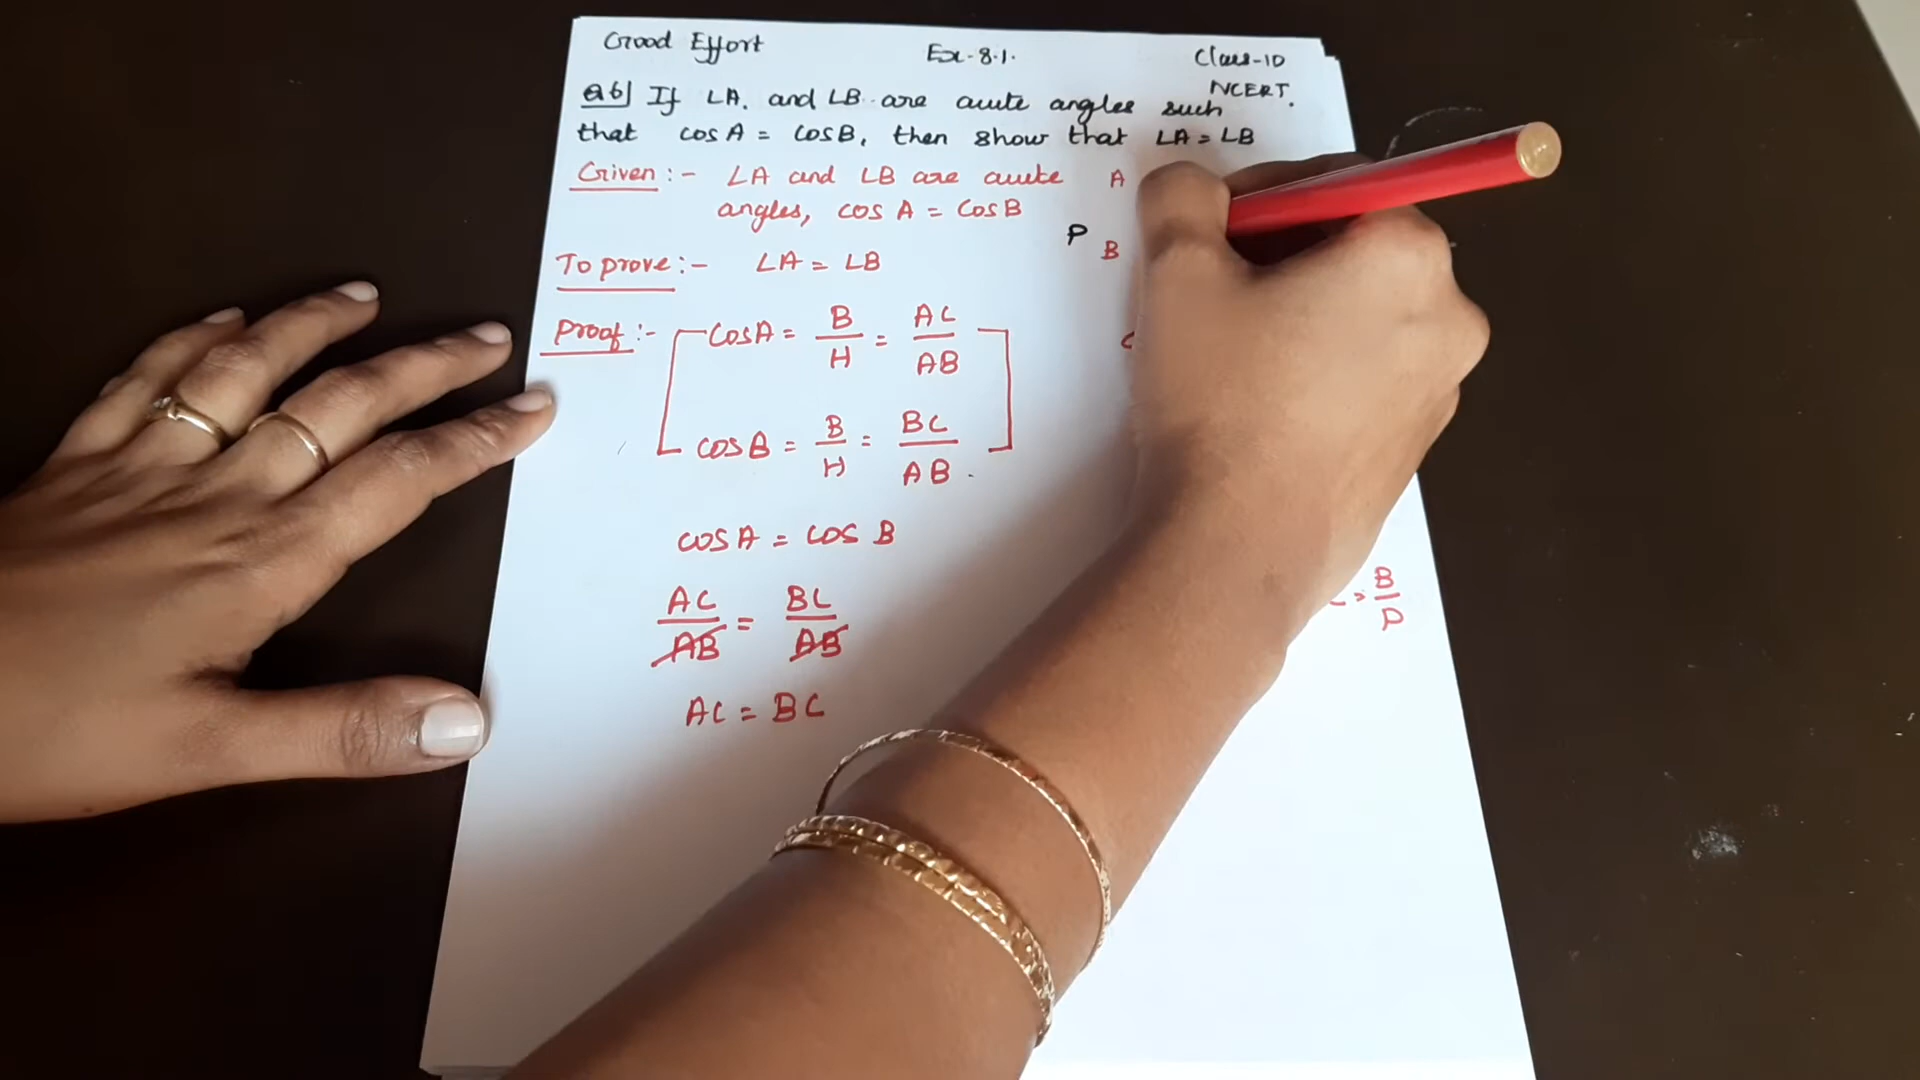 Good Effort Ex-8.1. Class-10
NCERT.
Q6] If ∠A and ∠B are acute angles such
that cos A = cos B, then show that ∠A = ∠B
Given :- ∠A and ∠B are acute
angles, cos A = Cos B
To prove :- ∠A = ∠B
Proof :- Cos A = B/H = AC/AB
cos B = B/H = BC/AB
cos A = cos B
AC/AB = BC/AB
AC = BC
A
P B
C
= B/P